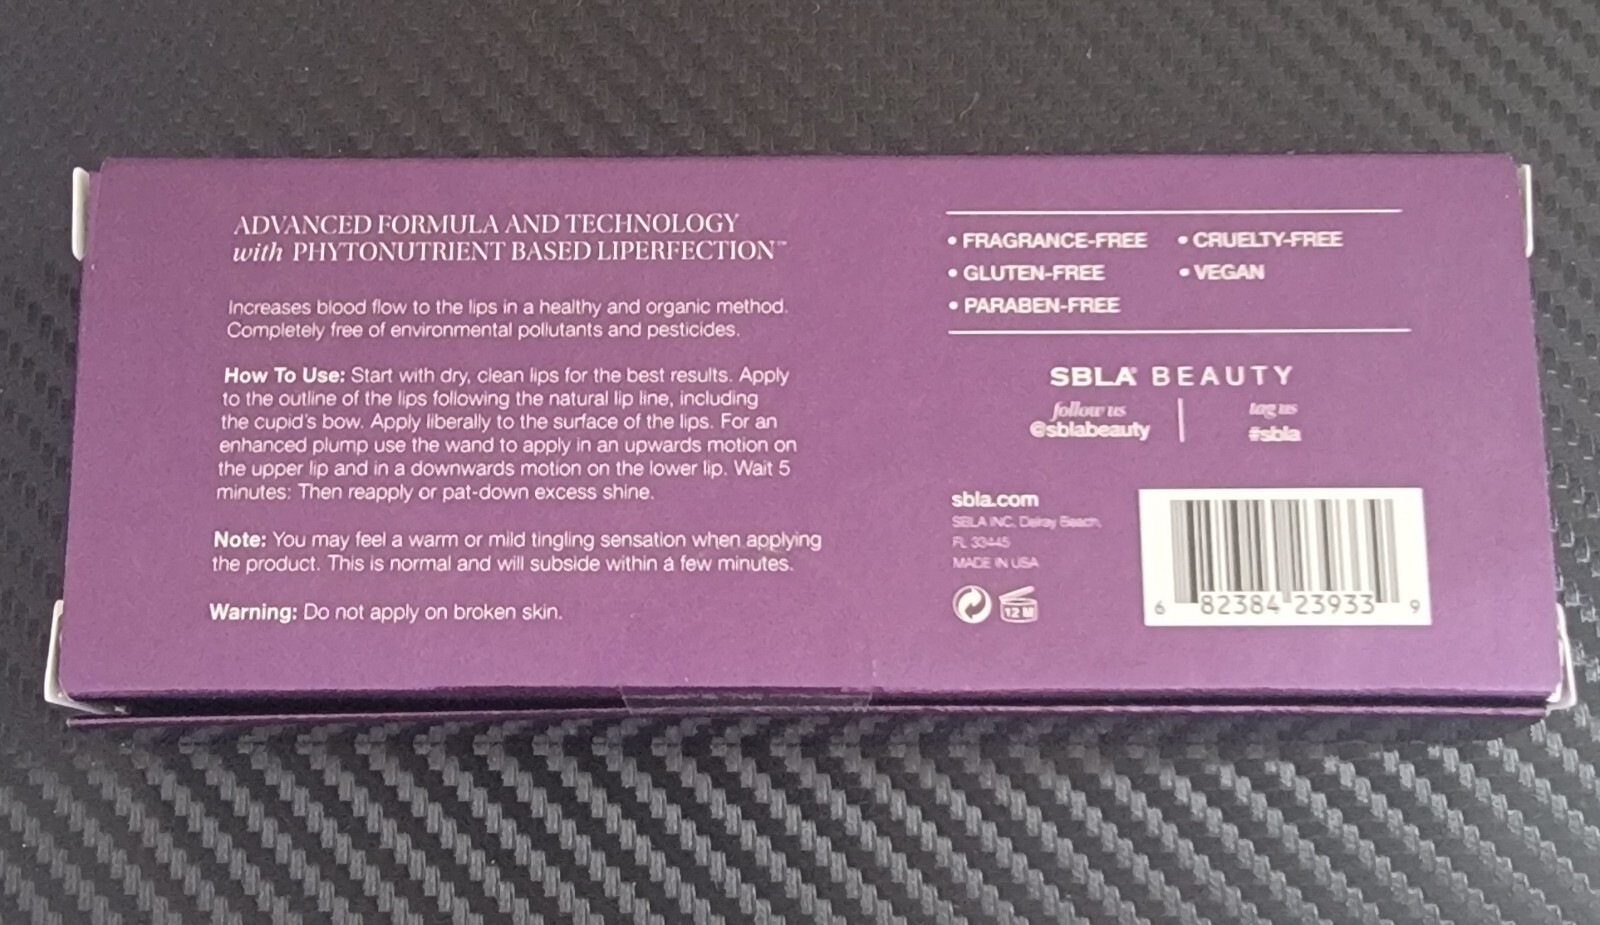 ADVANCED FORMULA AND TECHNOLOGY
with PHYTONUTRIENT BASED LIPERFECTION™
Increases blood flow to the lips in a healthy and organic method.
Completely free of environmental pollutants and pesticides.
How To Use: Start with dry, clean lips for the best results. Apply
to the outline of the lips following the natural lip line, including
the cupid's bow. Apply liberally to the surface of the lips. For an
enhanced plump use the wand to apply in an upwards motion on
the upper lip and in a downwards motion on the lower lip. Wait 5
minutes: Then reapply or pat-down excess shine.
Note: You may feel a warm or mild tingling sensation when applying
the product. This is normal and will subside within a few minutes.
Warning: Do not apply on broken skin.
• FRAGRANCE-FREE • CRUELTY-FREE
• GLUTEN-FREE • VEGAN
• PARABEN-FREE
SBLA® BEAUTY
follow us
@sblabeauty
tag us
#sbla
sbla.com
SBLA INC. Delray Beach,
FL 33445
MADE IN USA
12 M
6 82384 23933 9